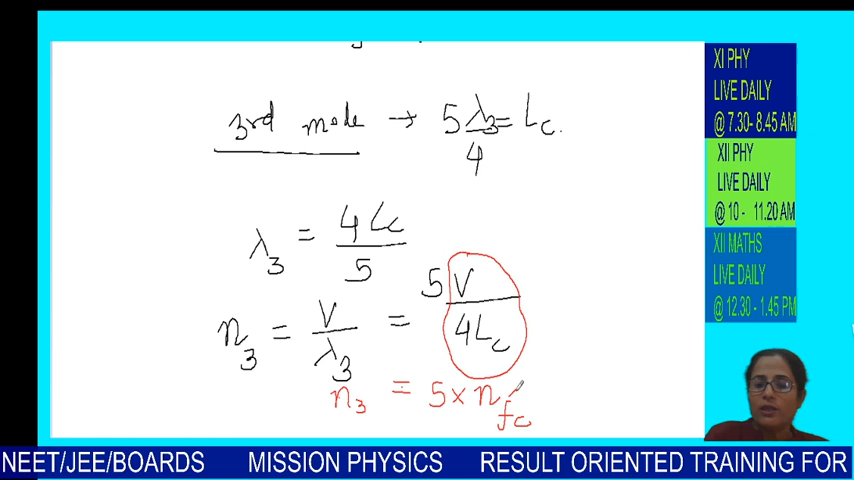 3rd mode → 5λ3/4 = Lc.
λ3 = 4Lc/5
n3 = V/λ3 = 5V/4Lc
n3 = 5 × nfc
XI PHY
LIVE DAILY
@ 7.30- 8.45 AM
XII PHY
LIVE DAILY
@ 10 - 11.20 AM
XII MATHS
LIVE DAILY
@ 12.30 - 1.45 PM
NEET/JEE/BOARDS MISSION PHYSICS RESULT ORIENTED TRAINING FOR